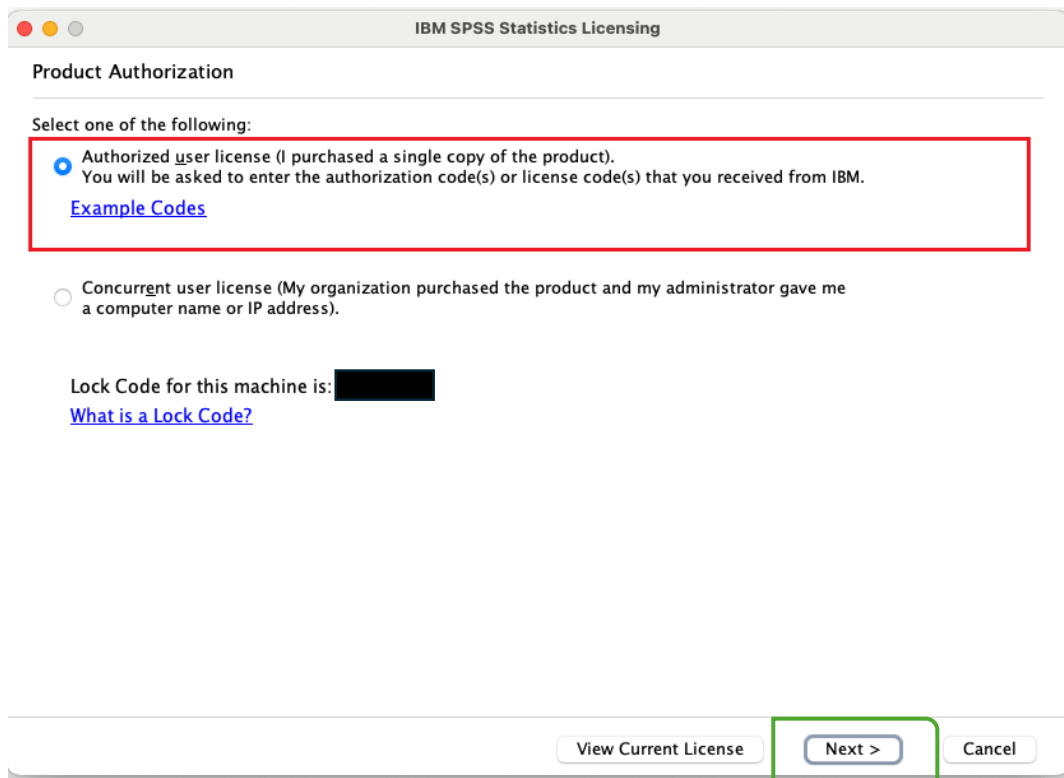 IBM SPSS Statistics Licensing
Product Authorization
Select one of the following:
Authorized user license (I purchased a single copy of the product).
You will be asked to enter the authorization code(s) or license code(s) that you received from IBM.
Example Codes
Concurrent user license (My organization purchased the product and my administrator gave me
a computer name or IP address).
Lock Code for this machine is:
What is a Lock Code?
View Current License
Next >
Cancel